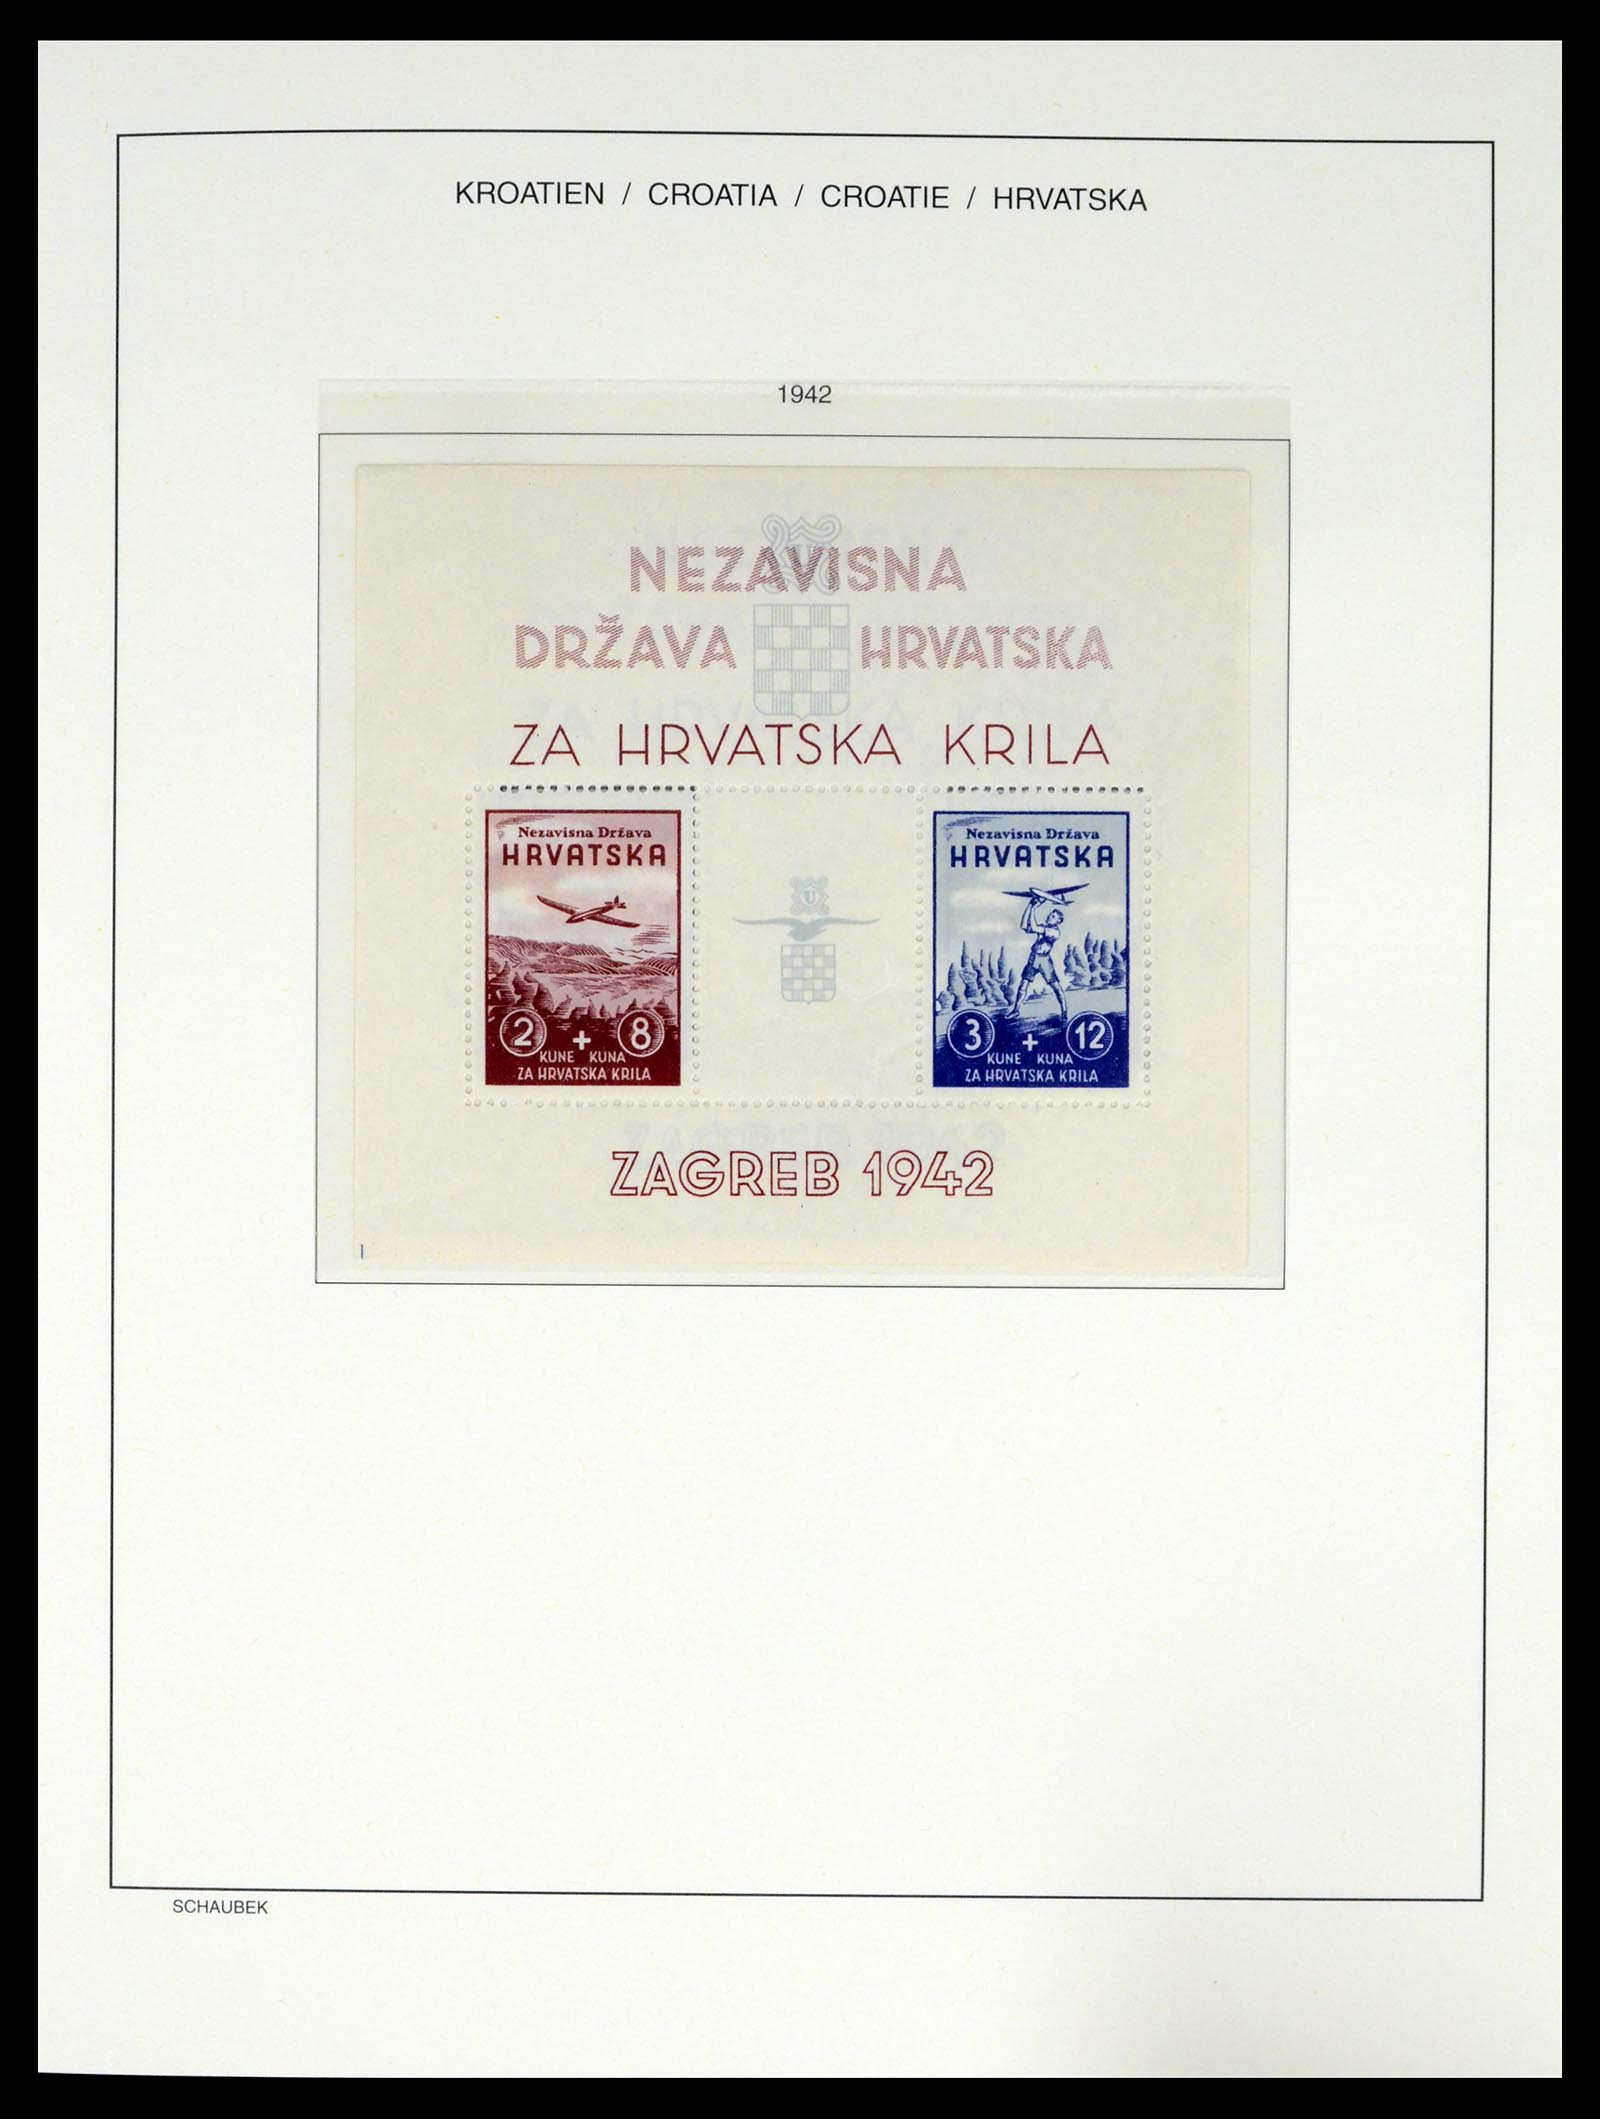 KROATIEN / CROATIA / CROATIE / HRVATSKA
1942
NEZAVISNA
DRŽAVA HRVATSKA
ZA HRVATSKA KRILA
Nezavisna Država
HRVATSKA
2 + 8
KUNE KUNA
ZA HRVATSKA KRILA
U
Nezavisna Država
HRVATSKA
3 + 12
KUNE KUNA
ZA HRVATSKA KRILA
ZAGREB 1942
I
SCHAUBEK